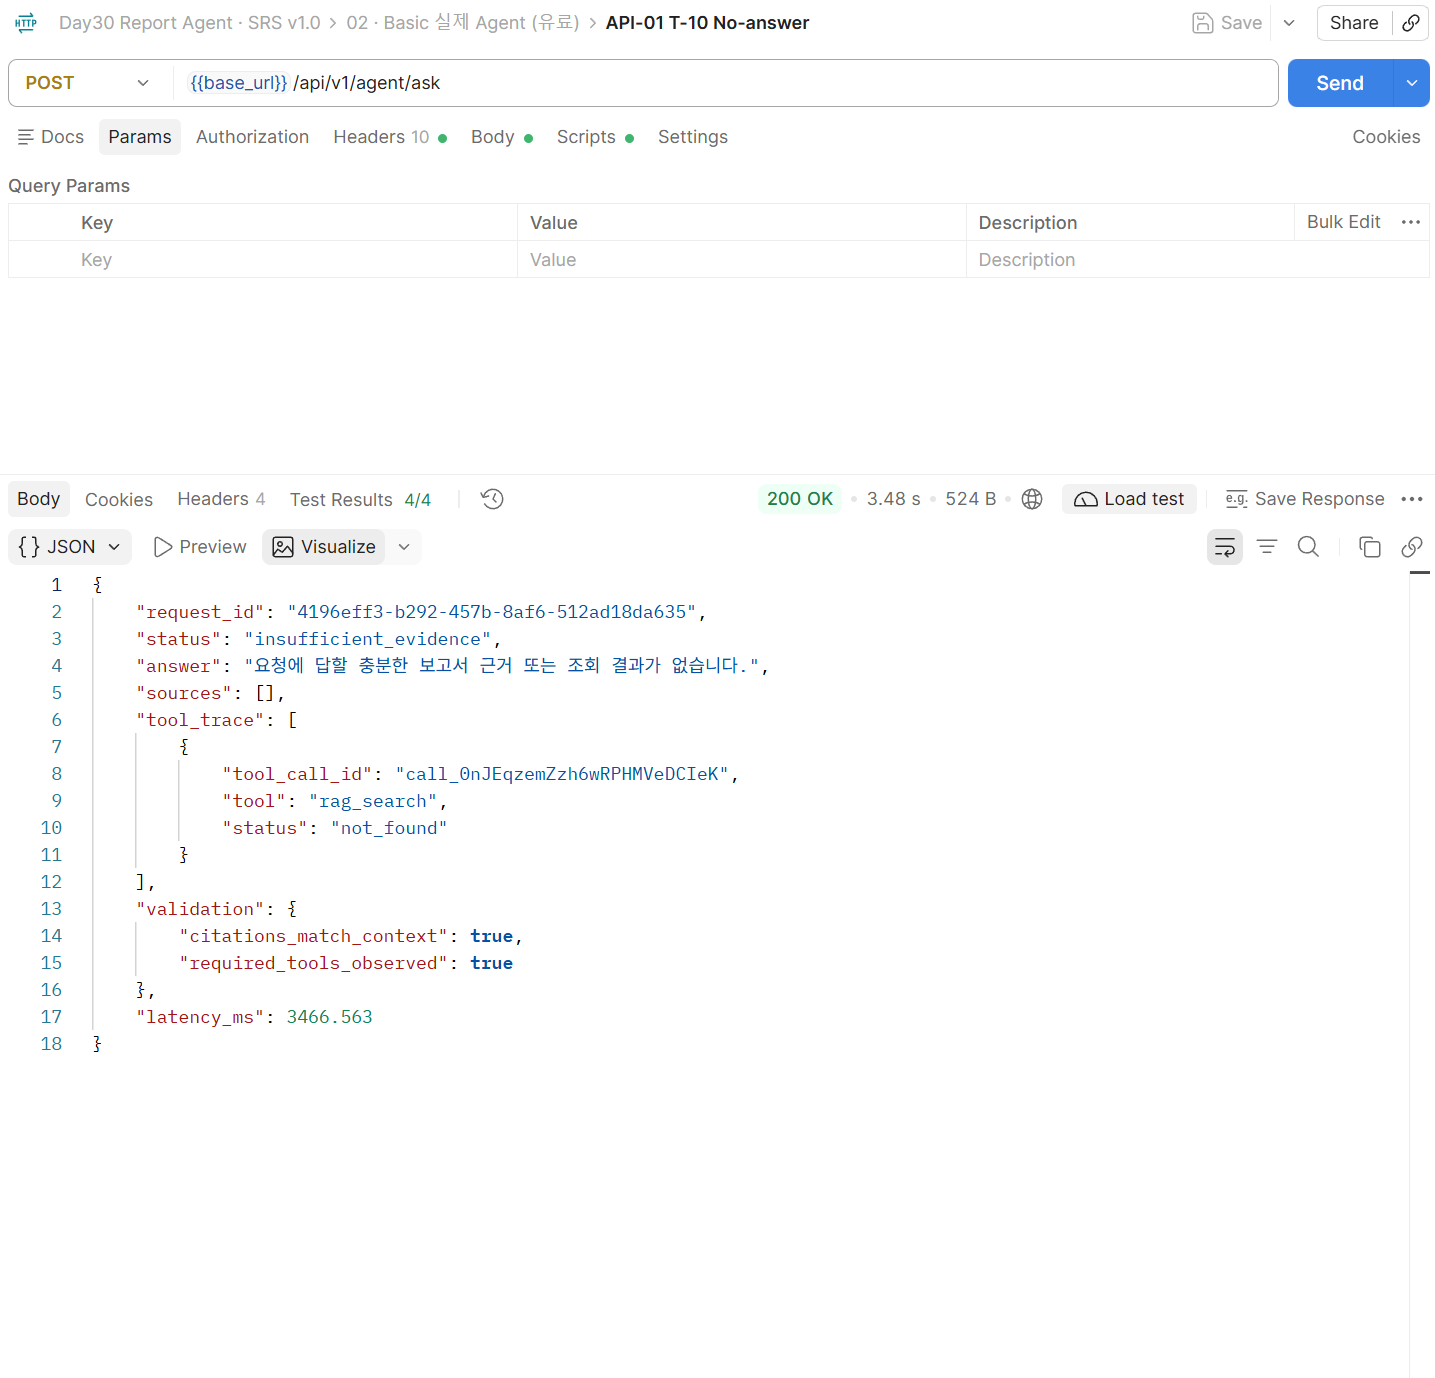 HTTP Day30 Report Agent · SRS v1.0 > 02 · Basic 실제 Agent (유료) > API-01 T-10 No-answer Save Share
POST {{base_url}} /api/v1/agent/ask Send
Docs Params Authorization Headers 10 Body Scripts Settings Cookies
Query Params
Key Value Description Bulk Edit
Key Value Description
Body Cookies Headers 4 Test Results 4/4 200 OK 3.48 s 524 B Load test e.g. Save Response
{} JSON Preview Visualize
1 {
2 "request_id": "4196eff3-b292-457b-8af6-512ad18da635",
3 "status": "insufficient_evidence",
4 "answer": "요청에 답할 충분한 보고서 근거 또는 조회 결과가 없습니다.",
5 "sources": [],
6 "tool_trace": [
7 {
8 "tool_call_id": "call_0nJEqzemZzh6wRPHMVeDCIeK",
9 "tool": "rag_search",
10 "status": "not_found"
11 }
12 ],
13 "validation": {
14 "citations_match_context": true,
15 "required_tools_observed": true
16 },
17 "latency_ms": 3466.563
18 }